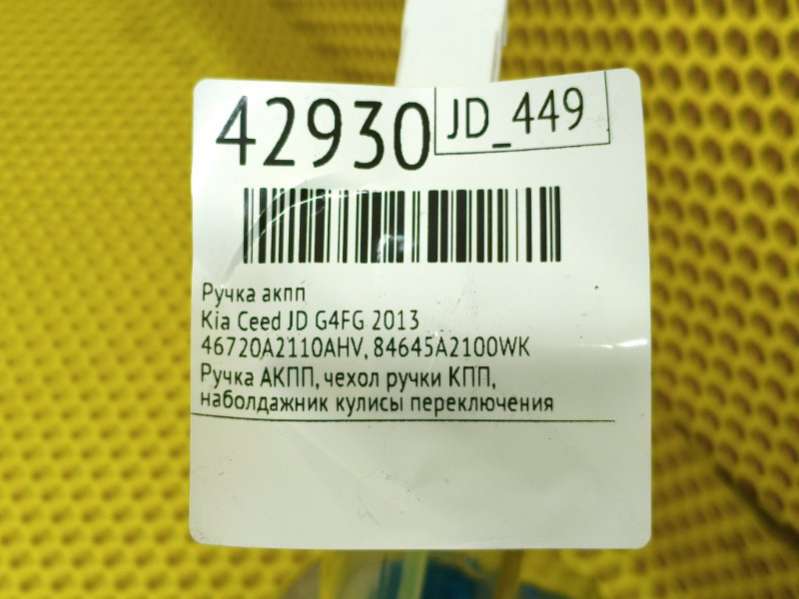 42930
JD_449
Ручка акпп
Kia Ceed JD G4FG 2013
46720A2110AHV, 84645A2100WK
Ручка АКПП, чехол ручки КПП,
наболдажник кулисы переключения